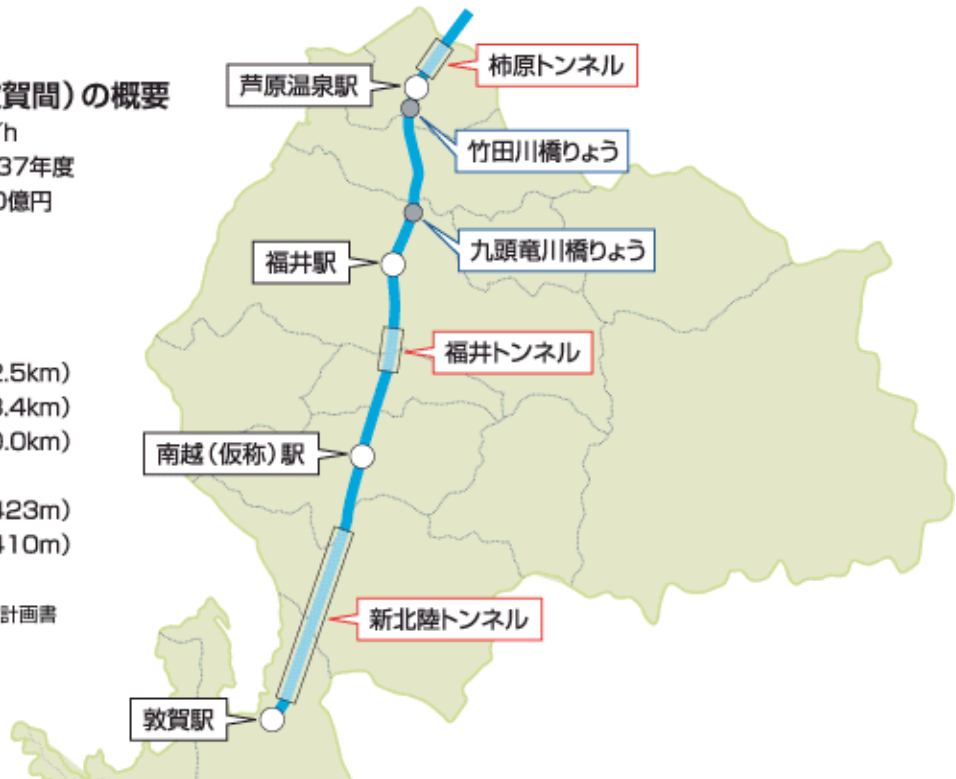 賀間）の概要
/h
37年度
0億円
2.5km）
3.4km）
0.0km）
423m）
410m）
計画書
柿原トンネル
芦原温泉駅
竹田川橋りょう
九頭竜川橋りょう
福井駅
福井トンネル
南越（仮称）駅
新北陸トンネル
敦賀駅